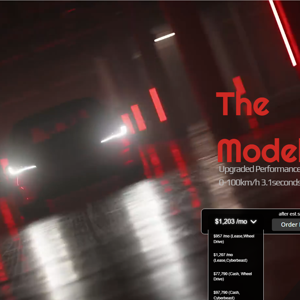 The
Model
Upgraded Performance
0-100km/h 3.1seconds
after est.
$1,203 /mo
Order
$957 /mo (Lease,Wheel
Drive)
$1,287 /mo
(Lease,Cyberbeast)
$77,790 (Cash, Wheel
Drive)
$97,790 (Cash,
Cyberbeast)